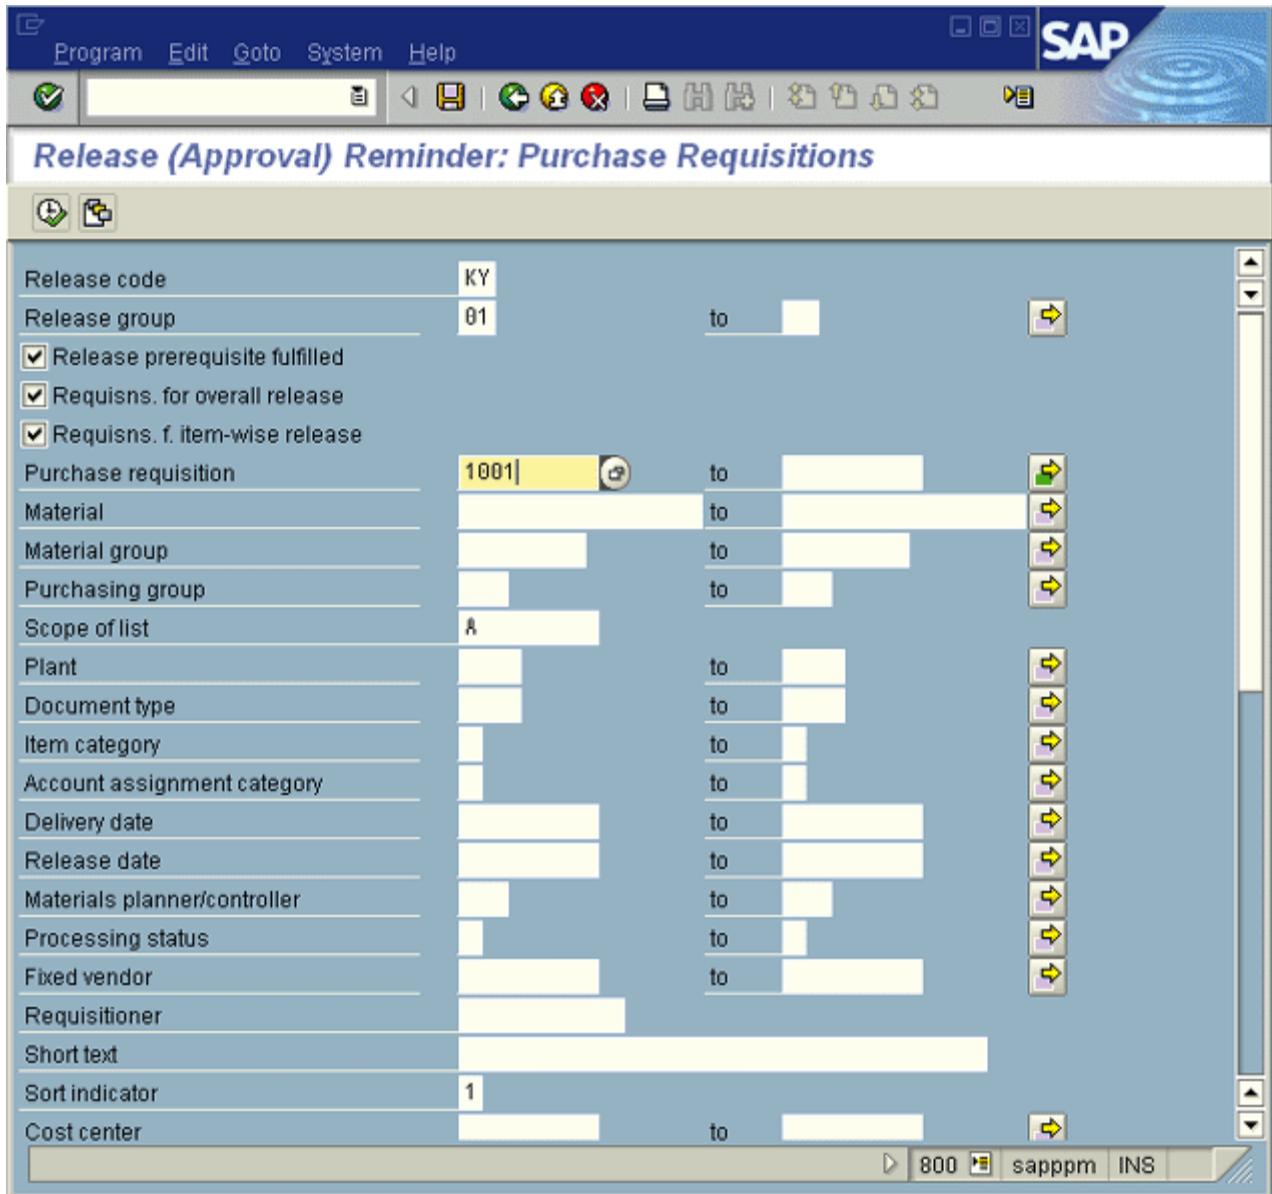 Program Edit Goto System Help
SAP
Release (Approval) Reminder: Purchase Requisitions
Release code KY
Release group 01 to
Release prerequisite fulfilled
Requisns. for overall release
Requisns. f. item-wise release
Purchase requisition 1001 to
Material to
Material group to
Purchasing group to
Scope of list A
Plant to
Document type to
Item category to
Account assignment category to
Delivery date to
Release date to
Materials planner/controller to
Processing status to
Fixed vendor to
Requisitioner
Short text
Sort indicator 1
Cost center to
800 sapppm INS